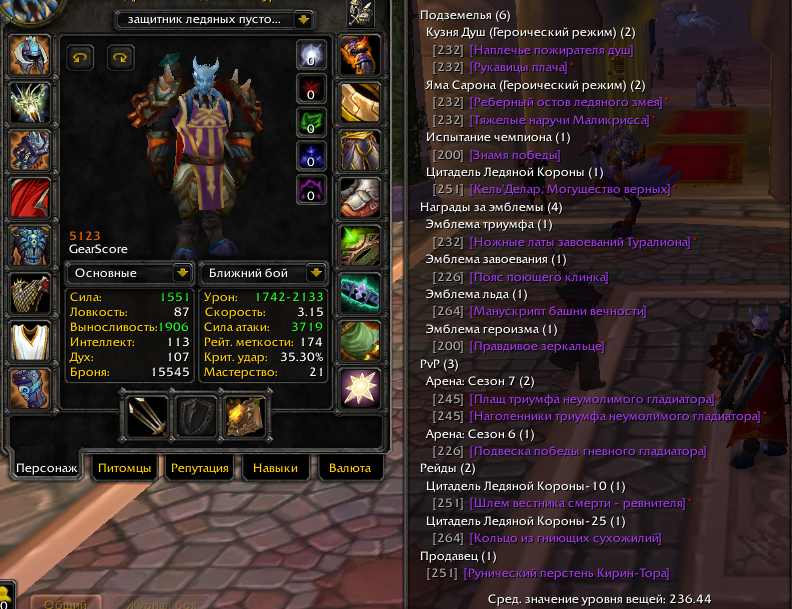 защитник ледяных пусто...
0
0
0
0
0
5123
GearScore
Основные
Ближний бой
Сила: 1551
Ловкость: 87
Выносливость: 1906
Интеллект: 113
Дух: 107
Броня: 15545
Урон: 1742-2133
Скорость: 3.15
Сила атаки: 3719
Рейт. меткости: 174
Крит. удар: 35.30%
Мастерство: 21
Персонаж
Питомцы
Репутация
Навыки
Валюта
Общий
Журнал боя
0
Подземелья (6)
Кузня Душ (Героический режим) (2)
[232] [Наплечье пожирателя душ]
[232] [Рукавицы плача]
Яма Сарона (Героический режим) (2)
[232] [Реберный остов ледяного змея]
[232] [Тяжелые наручи Маликрисса]
Испытание чемпиона (1)
[200] [Знамя победы]
Цитадель Ледяной Короны (1)
[251] [Кель'Делар, Могущество верных]
Награды за эмблемы (4)
Эмблема триумфа (1)
[232] [Ножные латы завоеваний Туралиона]
Эмблема завоевания (1)
[226] [Пояс поющего клинка]
Эмблема льда (1)
[264] [Манускрипт башни вечности]
Эмблема героизма (1)
[200] [Правдивое зеркальце]
PvP (3)
Арена: Сезон 7 (2)
[245] [Плащ триумфа неумолимого гладиатора]
[245] [Наголенники триумфа неумолимого гладиатора]
Арена: Сезон 6 (1)
[226] [Подвеска победы гневного гладиатора]
Рейды (2)
Цитадель Ледяной Короны-10 (1)
[251] [Шлем вестника смерти - ревнителя]
Цитадель Ледяной Короны-25 (1)
[264] [Кольцо из гниющих сухожилий]
Продавец (1)
[251] [Рунический перстень Кирин-Тора]
Сред. значение уровня вещей: 236.44